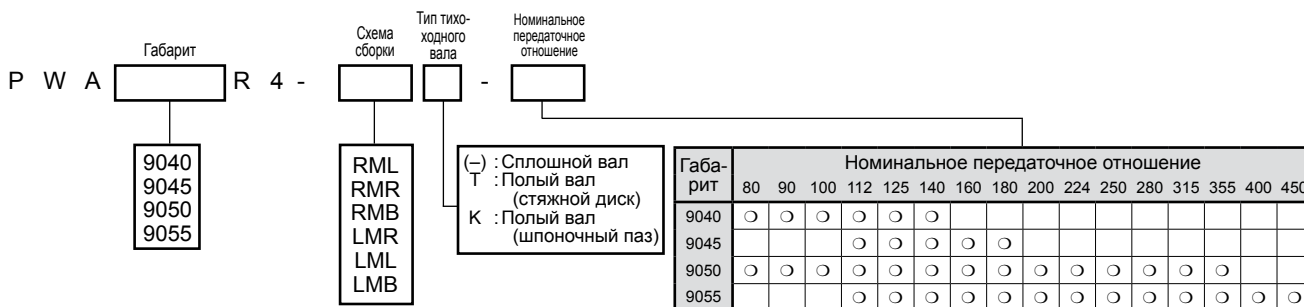 Габарит
Схема
сборки
Тип тихо-
ходного
вала
Номинальное
передаточное
отношение
P W A R 4 - -
9040
9045
9050
9055
RML
RMR
RMB
LMR
LML
LMB
(–) : Сплошной вал
T : Полый вал
(стяжной диск)
K : Полый вал
(шпоночный паз)
Габа-
рит
Номинальное передаточное отношение
80 90 100 112 125 140 160 180 200 224 250 280 315 355 400 450
9040 ❍ ❍ ❍ ❍ ❍ ❍
9045 ❍ ❍ ❍ ❍ ❍
9050 ❍ ❍ ❍ ❍ ❍ ❍ ❍ ❍ ❍ ❍ ❍ ❍ ❍ ❍
9055 ❍ ❍ ❍ ❍ ❍ ❍ ❍ ❍ ❍ ❍ ❍ ❍ ❍